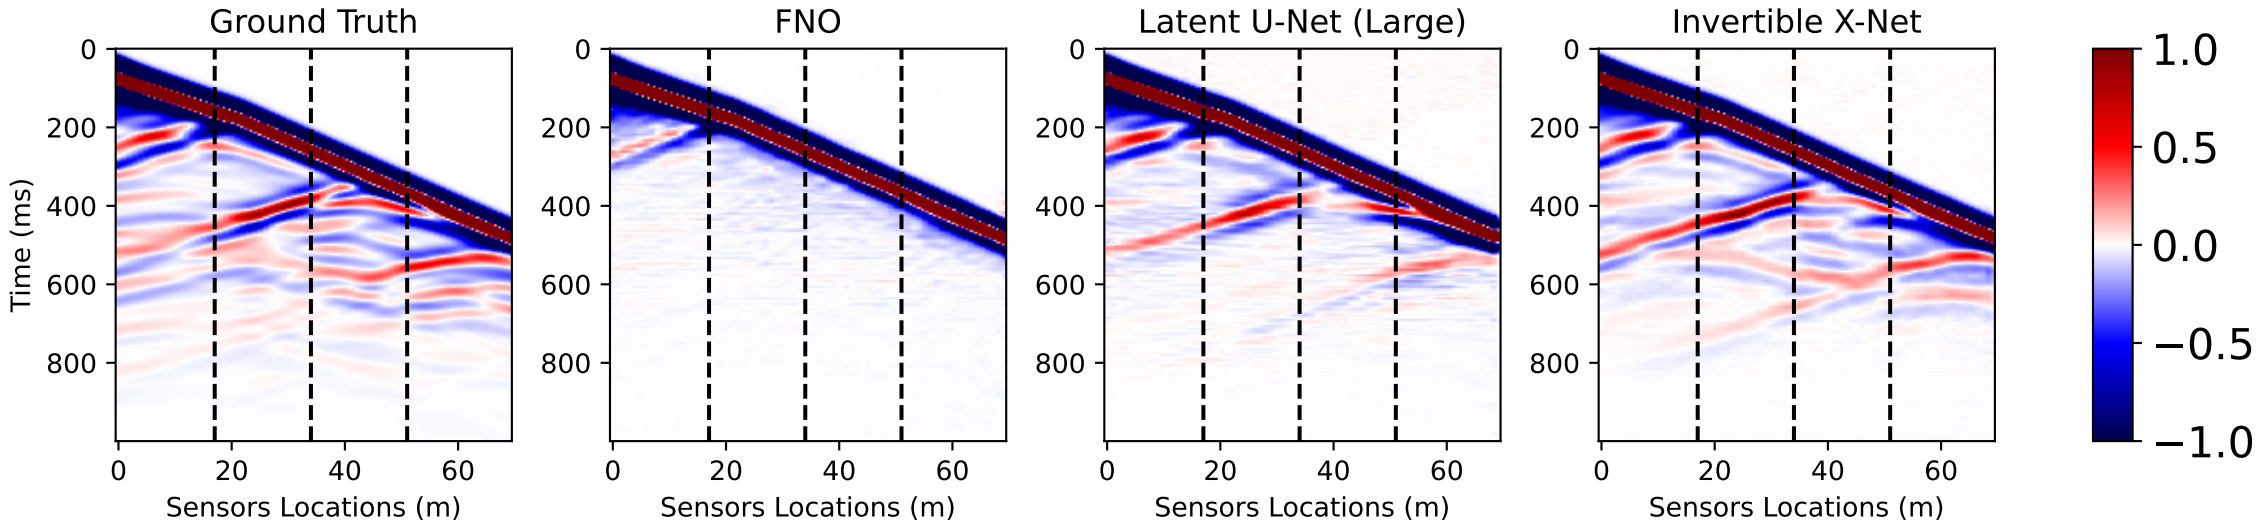 Ground Truth
FNO
Latent U-Net (Large)
Invertible X-Net
Time (ms)
0
200
400
600
800
0
200
400
600
800
0
200
400
600
800
0
200
400
600
800
1.0
0.5
0.0
−0.5
−1.0
0 20 40 60
0 20 40 60
0 20 40 60
0 20 40 60
Sensors Locations (m)
Sensors Locations (m)
Sensors Locations (m)
Sensors Locations (m)